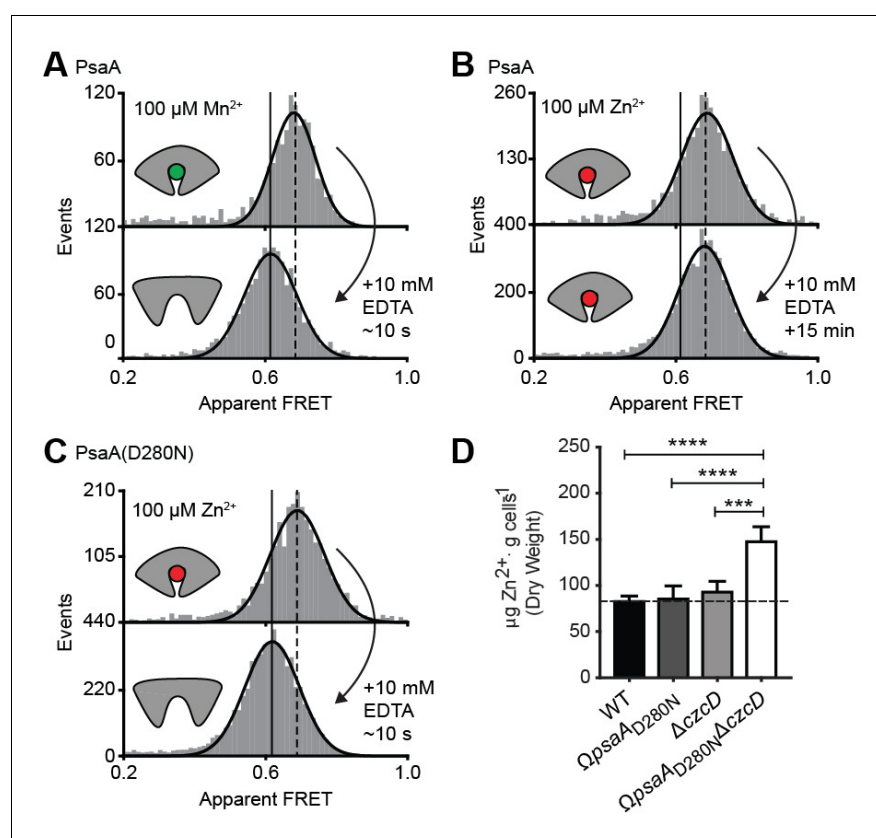 A PsaA
100 µM Mn²⁺
120
60
120
60
0
Events
+10 mM
EDTA
~10 s
0.2 0.6 1.0
Apparent FRET
B PsaA
100 µM Zn²⁺
260
130
400
200
0
Events
+10 mM
EDTA
+15 min
0.2 0.6 1.0
Apparent FRET
C PsaA(D280N)
100 µM Zn²⁺
210
105
440
220
0
Events
+10 mM
EDTA
~10 s
0.2 0.6 1.0
Apparent FRET
D
µg Zn²⁺· g cells¹
(Dry Weight)
250
200
150
100
50
0
****
****
***
WT
ΩpsaA_D280N
ΔczcD
ΩpsaA_D280NΔczcD